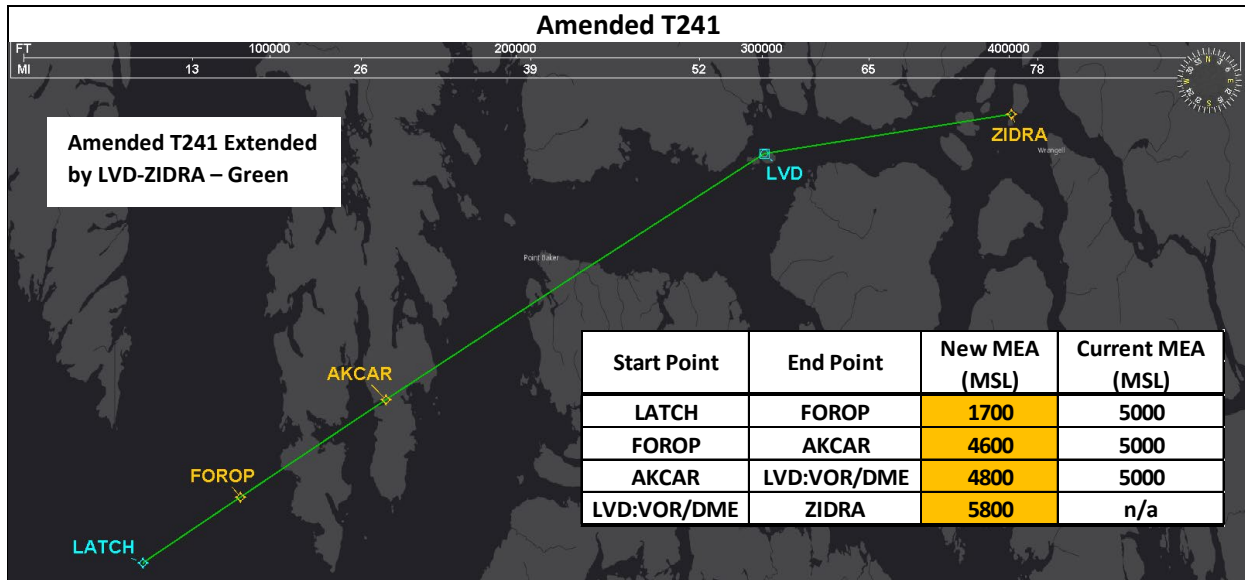 Amended T241
FT 100000 200000 300000 400000
MI 13 26 39 52 65 78
Amended T241 Extended
by LVD-ZIDRA – Green
ZIDRA
Wrangell
LVD
Point Baker
AKCAR
FOROP
LATCH
Start Point End Point New MEA (MSL) Current MEA (MSL)
LATCH FOROP 1700 5000
FOROP AKCAR 4600 5000
AKCAR LVD:VOR/DME 4800 5000
LVD:VOR/DME ZIDRA 5800 n/a